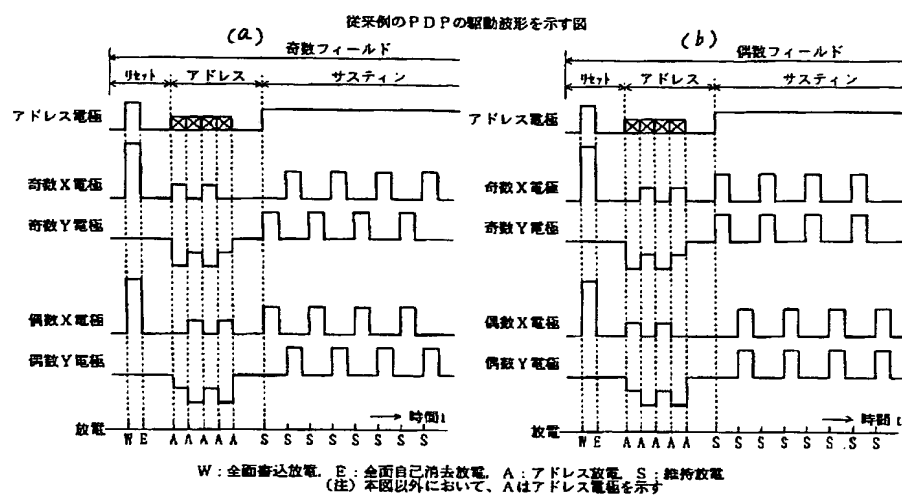 従来例のPDPの駆動波形を示す図
(a)
奇数フィールド
リセット
アドレス
サスティン
アドレス電極
奇数X電極
奇数Y電極
偶数X電極
偶数Y電極
放電
W E A A A A A S S S S S S S S
時間t
(b)
偶数フィールド
リセット
アドレス
サスティン
アドレス電極
奇数X電極
奇数Y電極
偶数X電極
偶数Y電極
放電
W E A A A A A S S S S S S S S
時間t
W:全面書込放電, E:全面自己消去放電, A:アドレス放電, S:維持放電
(注) 本図以外において、Aはアドレス電極を示す